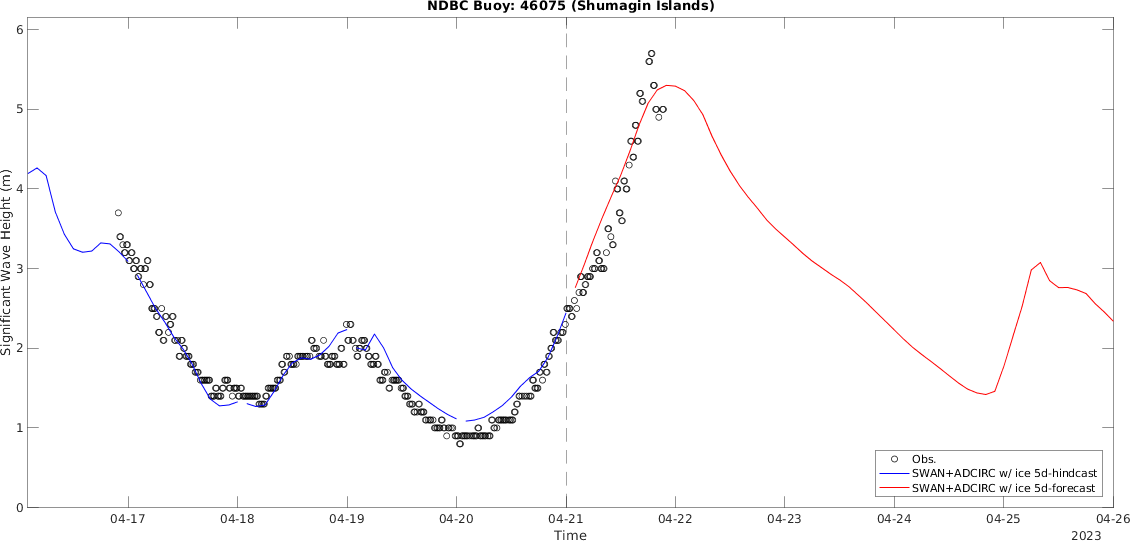 NDBC Buoy: 46075 (Shumagin Islands)
6
5
4
3
2
1
0
Significant Wave Height (m)
Obs.
SWAN+ADCIRC w/ ice 5d-hindcast
SWAN+ADCIRC w/ ice 5d-forecast
04-17 04-18 04-19 04-20 04-21 04-22 04-23 04-24 04-25 04-26
Time
2023